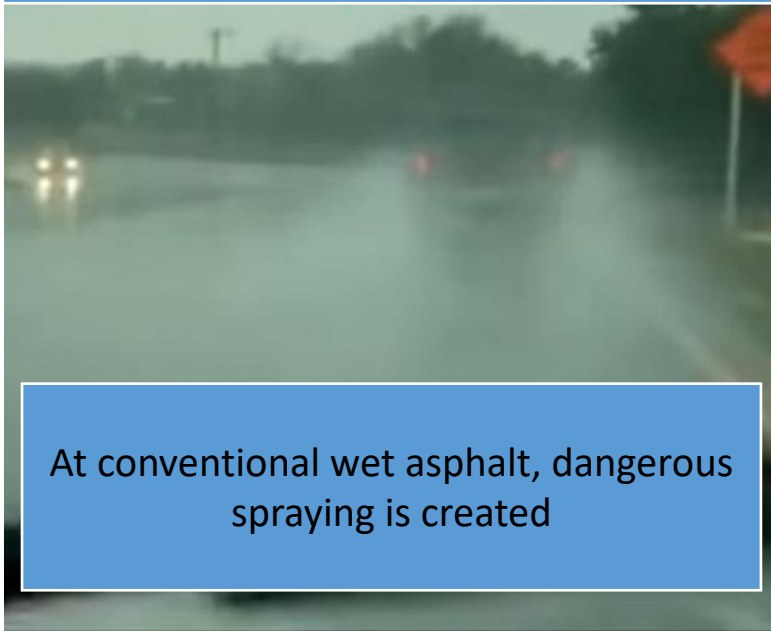 At conventional wet asphalt, dangerous
spraying is created